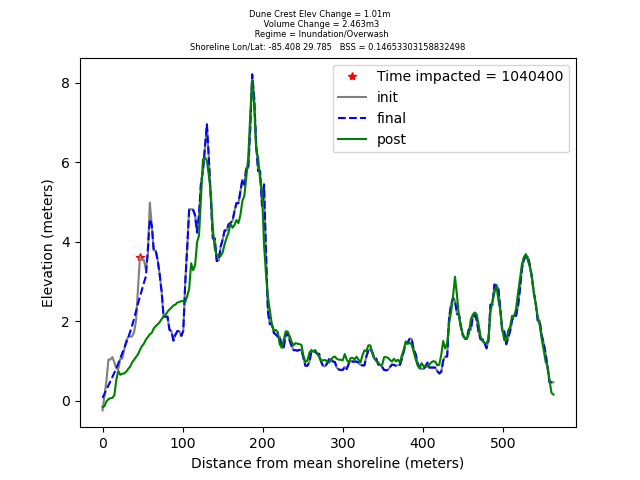 Dune Crest Elev Change = 1.01m
Volume Change = 2.463m3
Regime = Inundation/Overwash
Shoreline Lon/Lat: -85.408 29.785 BSS = 0.14653303158832498
Time impacted = 1040400
init
final
post
Elevation (meters)
8
6
4
2
0
0 100 200 300 400 500
Distance from mean shoreline (meters)